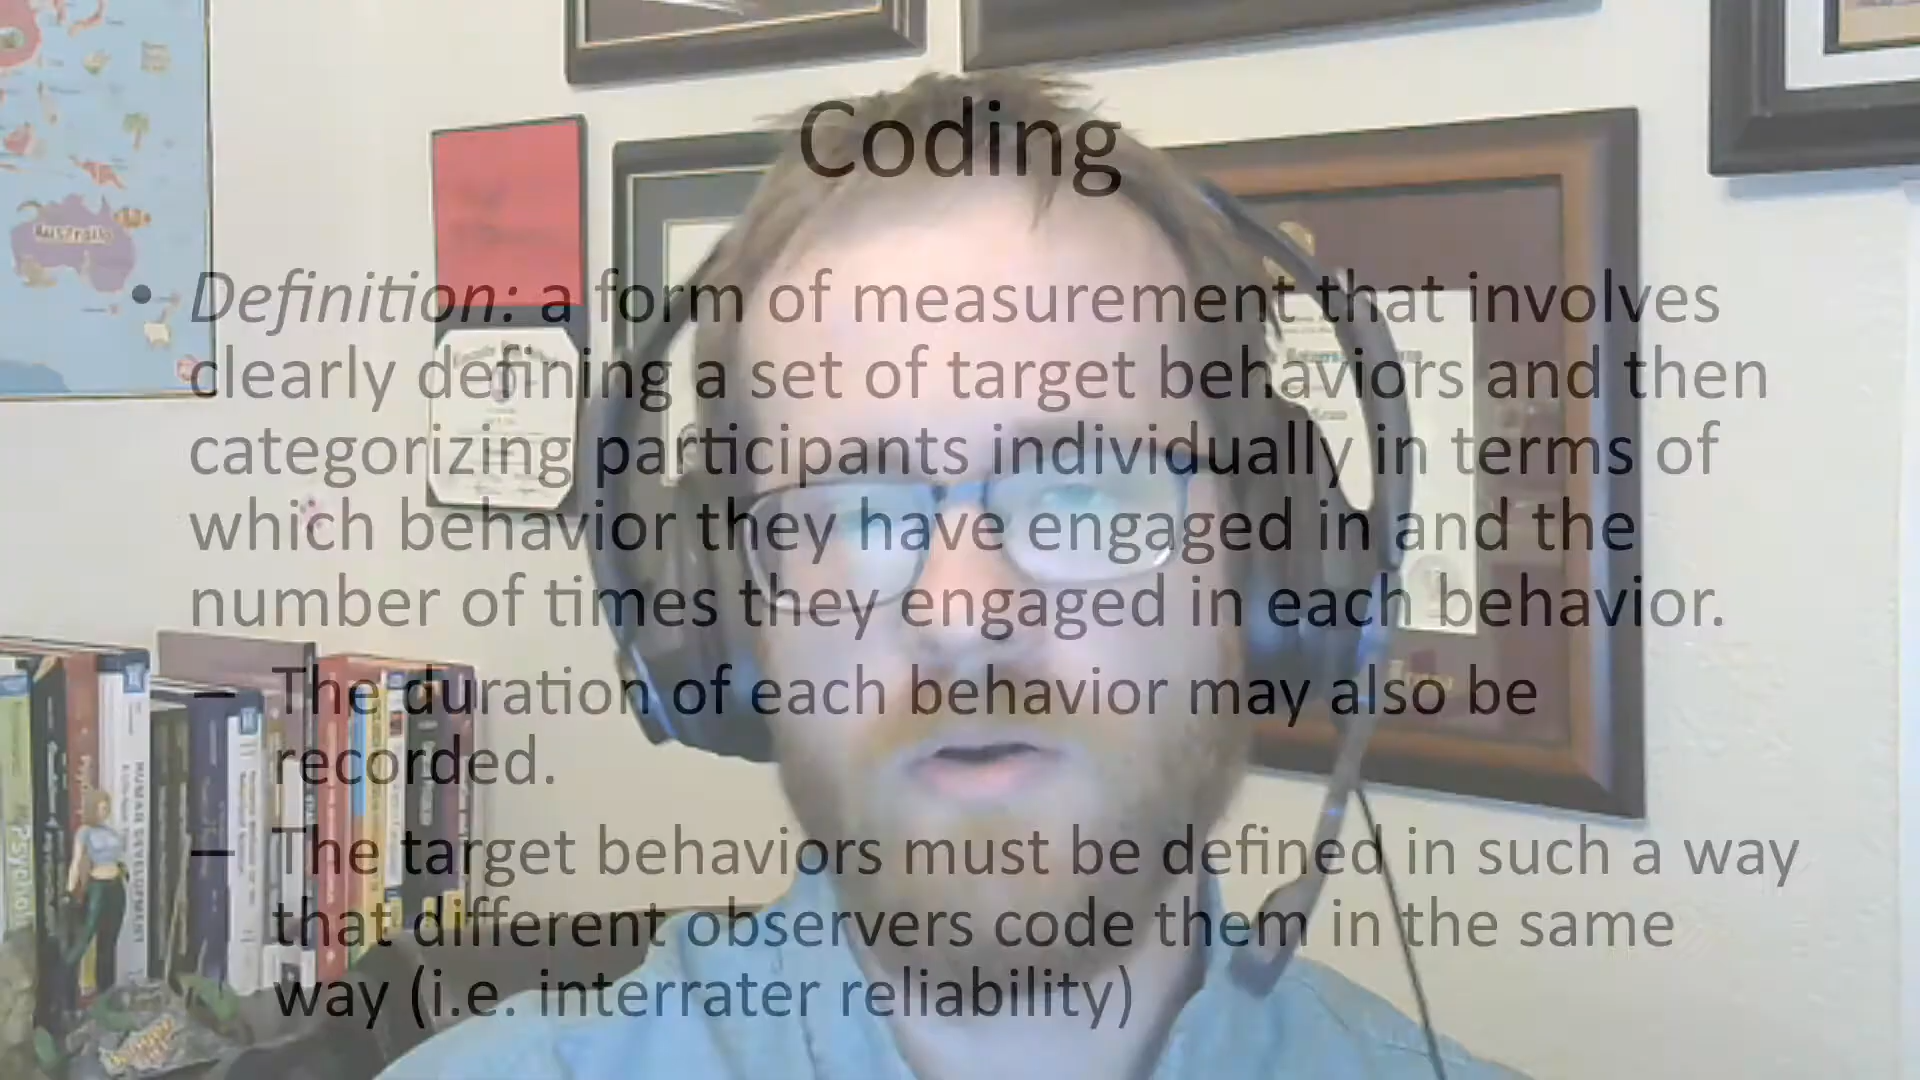 Coding
• Definition: a form of measurement that involves
clearly defining a set of target behaviors and then
categorizing participants individually in terms of
which behavior they have engaged in and the
number of times they engaged in each behavior.
– The duration of each behavior may also be
recorded.
– The target behaviors must be defined in such a way
that different observers code them in the same
way (i.e. interrater reliability)
Australia
HUMAN DEVELOPMENT